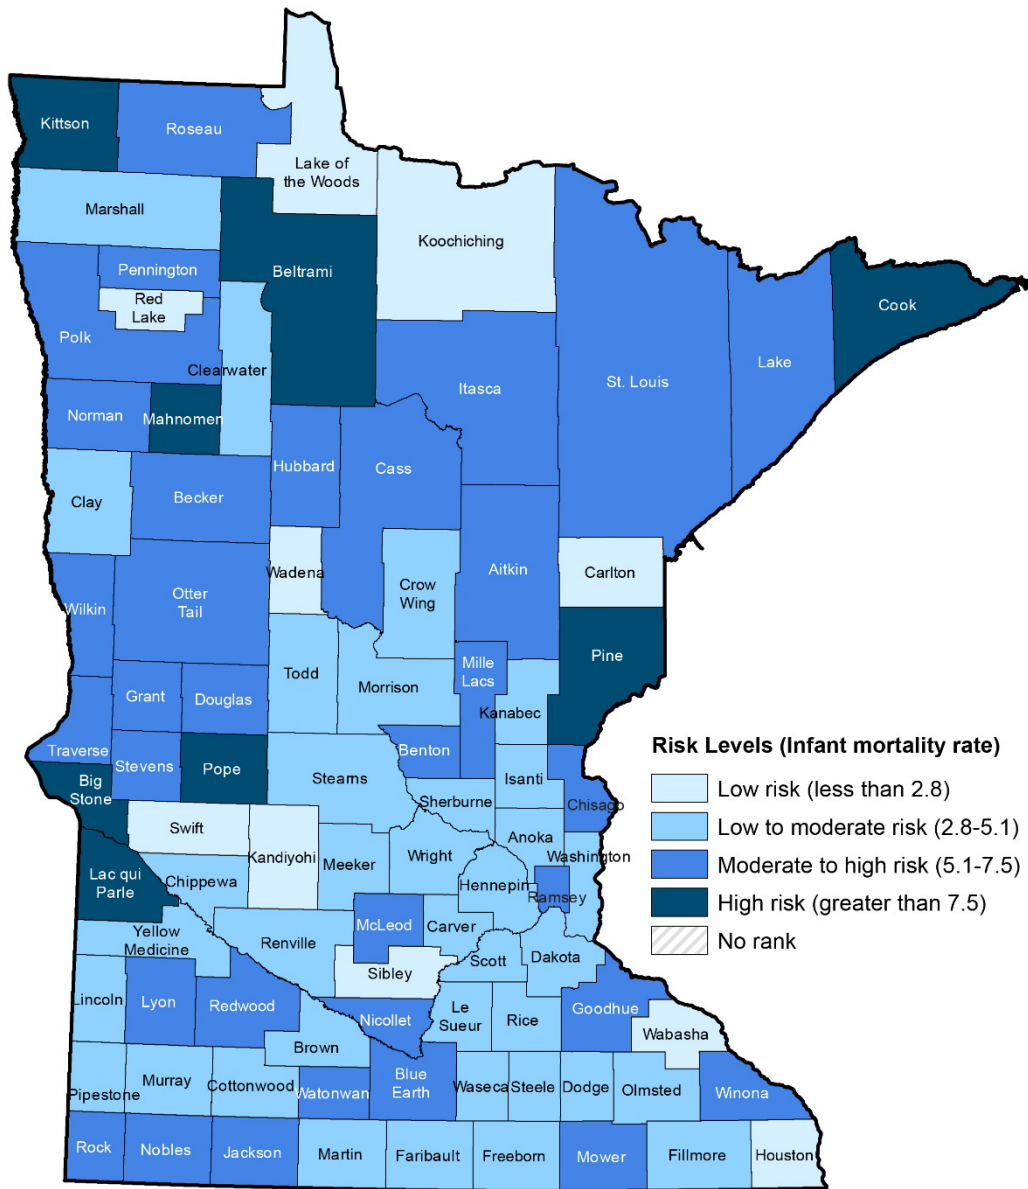 Kittson
Roseau
Lake of
the Woods
Marshall
Koochiching
Pennington
Beltrami
Red
Lake
Cook
Polk
Clearwater
Itasca
St. Louis
Lake
Norman
Mahnomen
Hubbard
Cass
Clay
Becker
Wadena
Crow
Wing
Aitkin
Carlton
Otter
Tail
Wilkin
Pine
Todd
Mille
Lacs
Morrison
Grant
Douglas
Kanabec
Traverse
Stevens
Pope
Benton
Big
Stone
Stearns
Isanti
Sherburne
Chisago
Swift
Anoka
Kandiyohi
Meeker
Wright
Washington
Lac qui
Parle
Chippewa
Hennepin
Ramsey
McLeod
Carver
Yellow
Medicine
Renville
Scott
Dakota
Sibley
Lincoln
Lyon
Redwood
Nicollet
Le
Sueur
Rice
Goodhue
Wabasha
Brown
Pipestone
Murray
Cottonwood
Watonwan
Blue
Earth
Waseca
Steele
Dodge
Olmsted
Winona
Rock
Nobles
Jackson
Martin
Faribault
Freeborn
Mower
Fillmore
Houston
Risk Levels (Infant mortality rate)
Low risk (less than 2.8)
Low to moderate risk (2.8-5.1)
Moderate to high risk (5.1-7.5)
High risk (greater than 7.5)
No rank